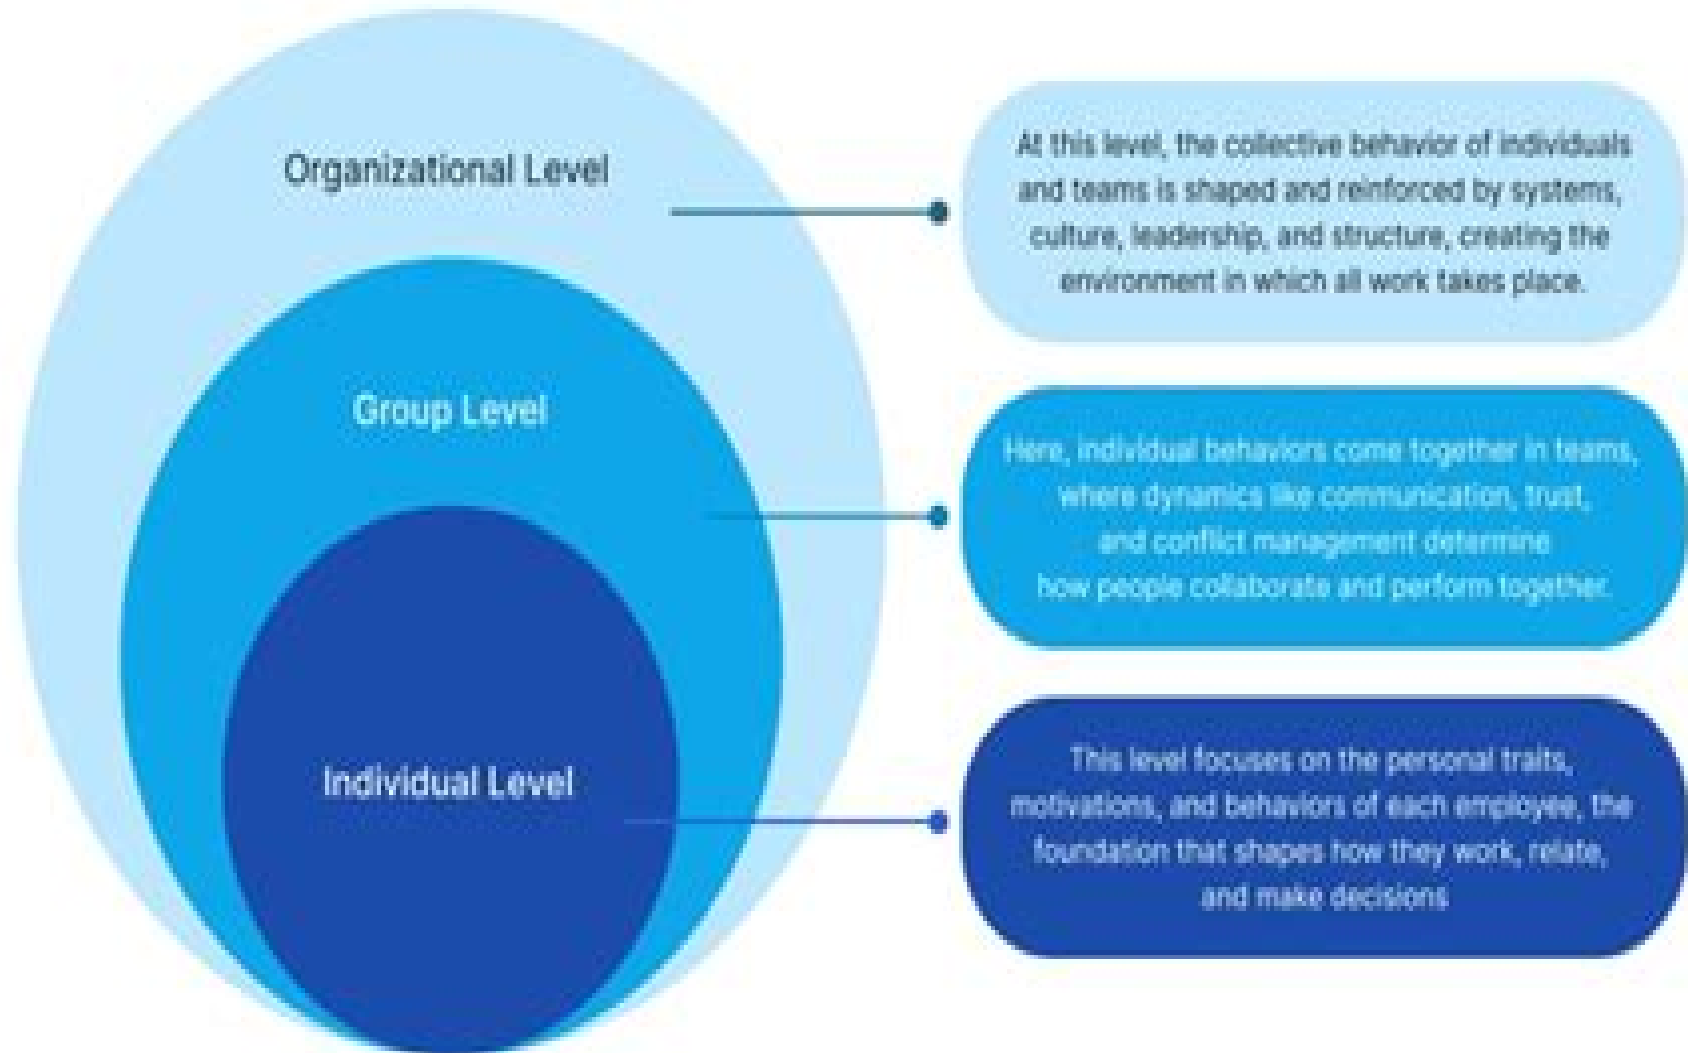 Organizational Level
At this level, the collective behavior of individuals
and teams is shaped and reinforced by systems,
culture, leadership, and structure, creating the
environment in which all work takes place.
Group Level
Here, individual behaviors come together in teams,
where dynamics like communication, trust,
and conflict management determine
how people collaborate and perform together.
Individual Level
This level focuses on the personal traits,
motivations, and behaviors of each employee, the
foundation that shapes how they work, relate,
and make decisions